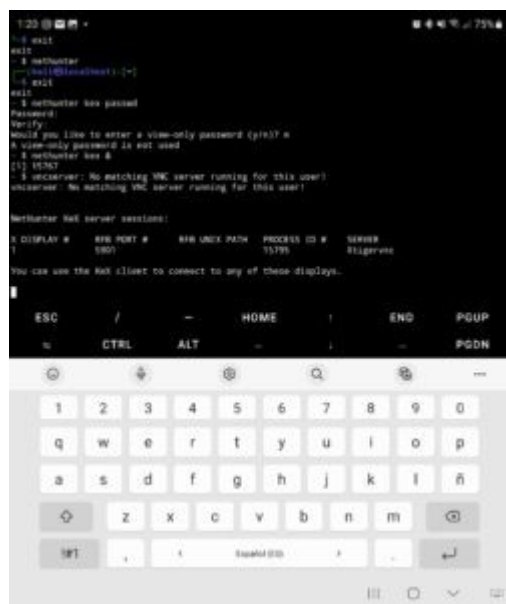 1:20 75%
~ $ exit
exit
~ $ nethunter
(kali@localhost)-[~]
$ exit
exit
~ $ nethunter kex passwd
Password:
Verify:
Would you like to enter a view-only password (y/n)? n
A view-only password is not used
~ $ nethunter kex &
[1] 15767
~ $ vncserver: No matching VNC server running for this user!
vncserver: No matching VNC server running for this user!
NetHunter KeX server sessions:
X DISPLAY # RFB PORT # RFB UNIX PATH PROCESS ID # SERVER
1 5901 15795 Xtigervnc
You can use the KeX client to connect to any of these displays.
ESC / − HOME ↑ END PGUP
CTRL ALT ↓ PGDN
1 2 3 4 5 6 7 8 9 0
q w e r t y u i o p
a s d f g h j k l ñ
z x c v b n m
!#1 , < Español (ES) > .